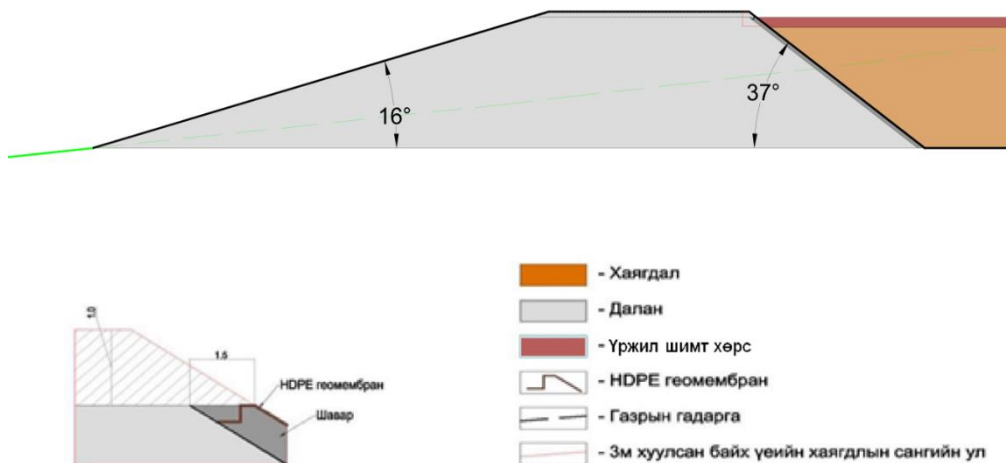 16°
37°
1.0
1.5
HDPE геомембран
Шавар
- Хаягдал
- Далан
- Үржил шимт хөрс
- HDPE геомембран
- Газрын гадарга
- 3м хуулсан байх үеийн хаягдлын сангийн ул